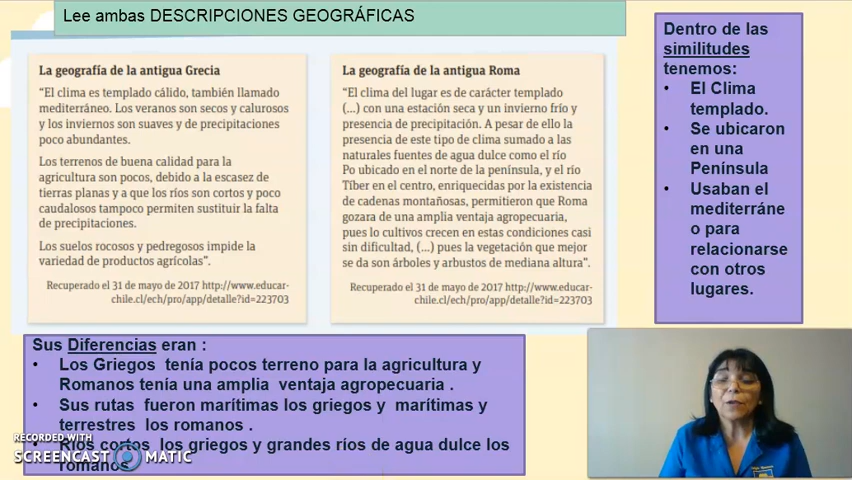 Lee ambas DESCRIPCIONES GEOGRÁFICAS
La geografía de la antigua Grecia
“El clima es templado cálido, también llamado
mediterráneo. Los veranos son secos y calurosos
y los inviernos son suaves y de precipitaciones
poco abundantes.
Los terrenos de buena calidad para la
agricultura son pocos, debido a la escasez de
tierras planas y a que los ríos son cortos y poco
caudalosos tampoco permiten sustituir la falta
de precipitaciones.
Los suelos rocosos y pedregosos impide la
variedad de productos agrícolas”.
Recuperado el 31 de mayo de 2017 http://www.educar-
chile.cl/ech/pro/app/detalle?id=223703
La geografía de la antigua Roma
“El clima del lugar es de carácter templado
(...) con una estación seca y un invierno frío y
presencia de precipitación. A pesar de ello la
presencia de este tipo de clima sumado a las
naturales fuentes de agua dulce como el río
Po ubicado en el norte de la península, y el río
Tíber en el centro, enriquecidas por la existencia
de cadenas montañosas, permitieron que Roma
gozara de una amplia ventaja agropecuaria,
pues lo cultivos crecen en estas condiciones casi
sin dificultad, (...) pues la vegetación que mejor
se da son árboles y arbustos de mediana altura”.
Recuperado el 31 de mayo de 2017 http://www.educar-
chile.cl/ech/pro/app/detalle?id=223703
Dentro de las
similitudes
tenemos:
• El Clima
templado.
• Se ubicaron
en una
Península
• Usaban el
mediterráne
o para
relacionarse
con otros
lugares.
Sus Diferencias eran :
• Los Griegos tenía pocos terreno para la agricultura y
Romanos tenía una amplia ventaja agropecuaria .
• Sus rutas fueron marítimas los griegos y marítimas y
terrestres los romanos .
• Ríos cortos los griegos y grandes ríos de agua dulce los
romanos
RECORDED WITH
SCREENCAST MATIC